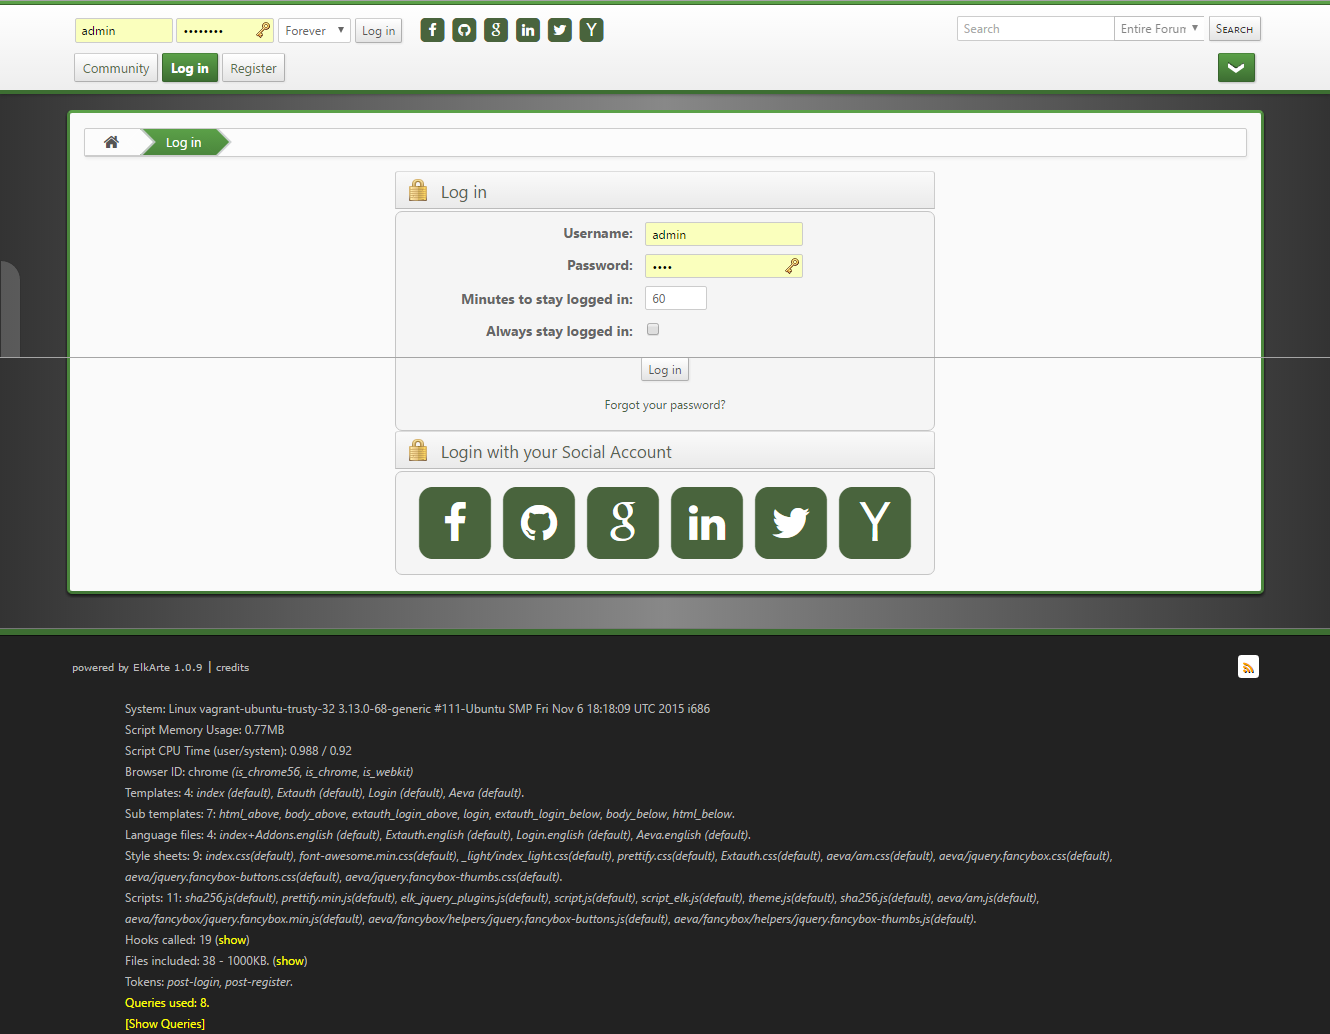 admin •••••••• Forever Log in Search Entire Forun SEARCH
Community Log in Register
Log in
Log in
Username: admin
Password: ••••
Minutes to stay logged in: 60
Always stay logged in:
Log in
Forgot your password?
Login with your Social Account
powered by ElkArte 1.0.9 | credits
System: Linux vagrant-ubuntu-trusty-32 3.13.0-68-generic #111-Ubuntu SMP Fri Nov 6 18:18:09 UTC 2015 i686
Script Memory Usage: 0.77MB
Script CPU Time (user/system): 0.988 / 0.92
Browser ID: chrome (is_chrome56, is_chrome, is_webkit)
Templates: 4: index (default), Extauth (default), Login (default), Aeva (default).
Sub templates: 7: html_above, body_above, extauth_login_above, login, extauth_login_below, body_below, html_below.
Language files: 4: index+Addons.english (default), Extauth.english (default), Login.english (default), Aeva.english (default).
Style sheets: 9: index.css(default), font-awesome.min.css(default), _light/index_light.css(default), prettify.css(default), Extauth.css(default), aeva/am.css(default), aeva/jquery.fancybox.css(default),
aeva/jquery.fancybox-buttons.css(default), aeva/jquery.fancybox-thumbs.css(default).
Scripts: 11: sha256.js(default), prettify.min.js(default), elk_jquery_plugins.js(default), script.js(default), script_elk.js(default), theme.js(default), sha256.js(default), aeva/am.js(default),
aeva/fancybox/jquery.fancybox.min.js(default), aeva/fancybox/helpers/jquery.fancybox-buttons.js(default), aeva/fancybox/helpers/jquery.fancybox-thumbs.js(default).
Hooks called: 19 (show)
Files included: 38 - 1000KB. (show)
Tokens: post-login, post-register.
Queries used: 8.
[Show Queries]